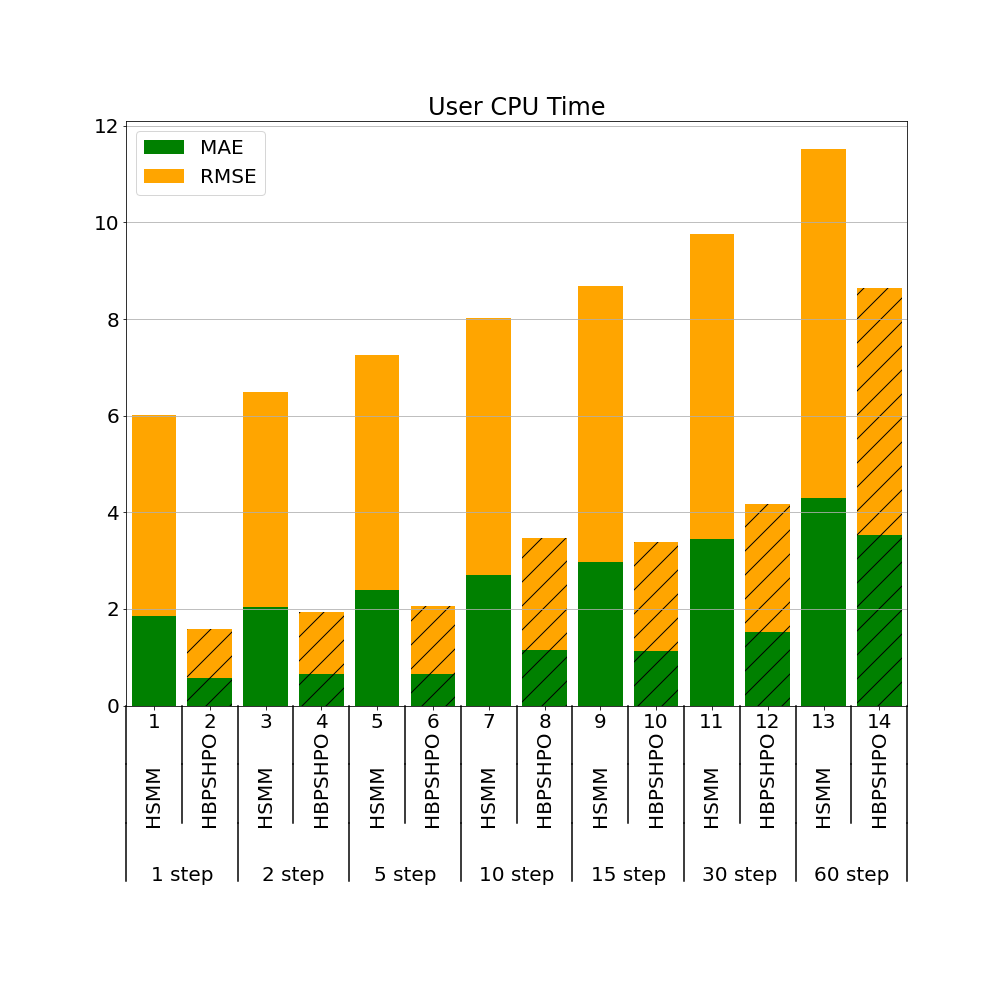 User CPU Time
MAE
RMSE
12
10
8
6
4
2
0
1 2 3 4 5 6 7 8 9 10 11 12 13 14
HSMM HBPSHPO HSMM HBPSHPO HSMM HBPSHPO HSMM HBPSHPO HSMM HBPSHPO HSMM HBPSHPO HSMM HBPSHPO
1 step 2 step 5 step 10 step 15 step 30 step 60 step